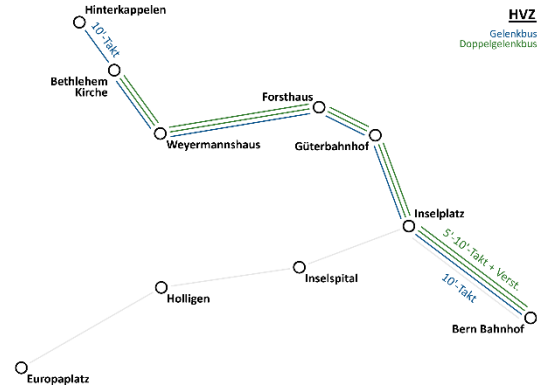 Hinterkappelen
HVZ
Gelenkbus
Doppelgelenkbus
10'-Takt
Bethlehem
Kirche
Forsthaus
Weyermannshaus
Güterbahnhof
Inselplatz
5'-10'-Takt + Verst.
10'-Takt
Inselspital
Holligen
Bern Bahnhof
Europaplatz